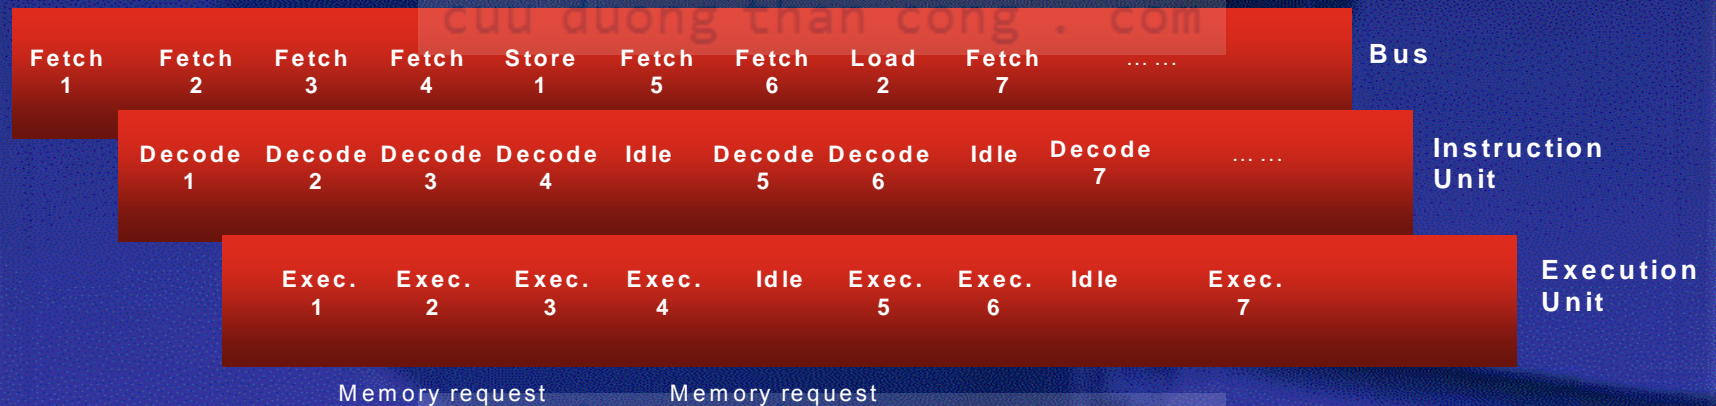 cuu duong than cong . com
Fetch Fetch Fetch Fetch Store Fetch Fetch Load Fetch ... ... Bus
1 2 3 4 1 5 6 2 7
Decode Decode Decode Decode Idle Decode Decode Idle Decode ... ... Instruction
1 2 3 4 5 6 7 Unit
Exec. Exec. Exec. Exec. Idle Exec. Exec. Idle Exec. Execution
1 2 3 4 5 6 7 Unit
Memory request Memory request